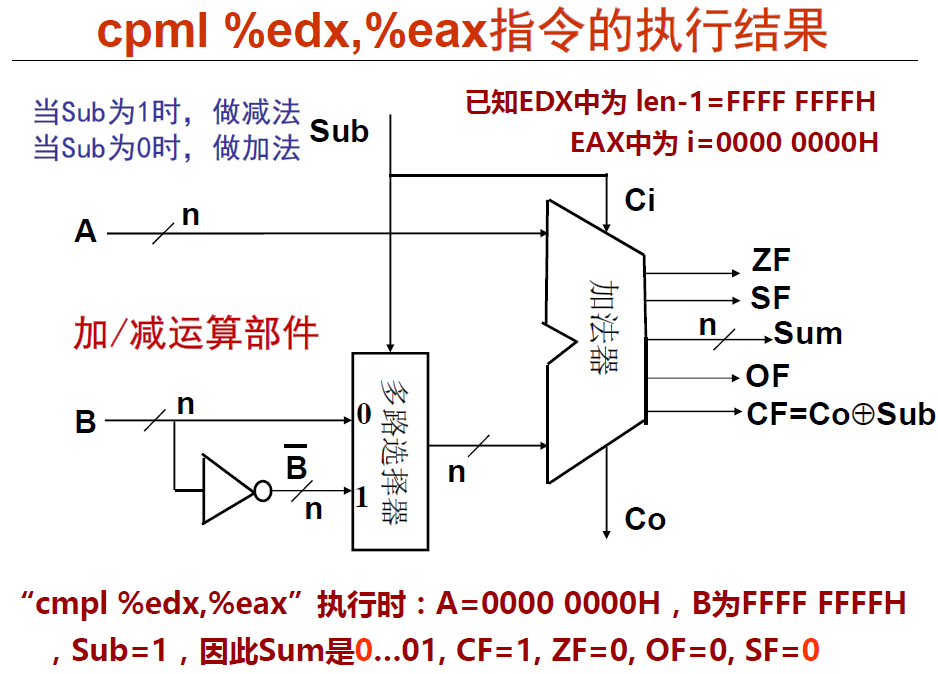 cpml %edx,%eax指令的执行结果
当Sub为1时，做减法
当Sub为0时，做加法
Sub
已知EDX中为 len-1=FFFF FFFFH
EAX中为 i=0000 0000H
Ci
A
n
ZF
SF
n
Sum
OF
CF=Co⊕Sub
加法器
加/减运算部件
多路选择器
0
1
B
n
B̅
n
n
Co
“cmpl %edx,%eax”执行时：A=0000 0000H，B为FFFF FFFFH
，Sub=1，因此Sum是0…01, CF=1, ZF=0, OF=0, SF=0